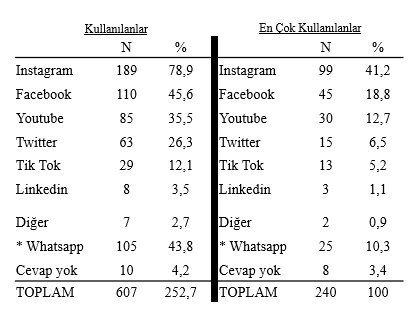 Kullanılanlar En Çok Kullanılanlar
N % N %
Instagram 189 78,9 Instagram 99 41,2
Facebook 110 45,6 Facebook 45 18,8
Youtube 85 35,5 Youtube 30 12,7
Twitter 63 26,3 Twitter 15 6,5
Tik Tok 29 12,1 Tik Tok 13 5,2
Linkedin 8 3,5 Linkedin 3 1,1
Diğer 7 2,7 Diğer 2 0,9
* Whatsapp 105 43,8 * Whatsapp 25 10,3
Cevap yok 10 4,2 Cevap yok 8 3,4
TOPLAM 607 252,7 TOPLAM 240 100